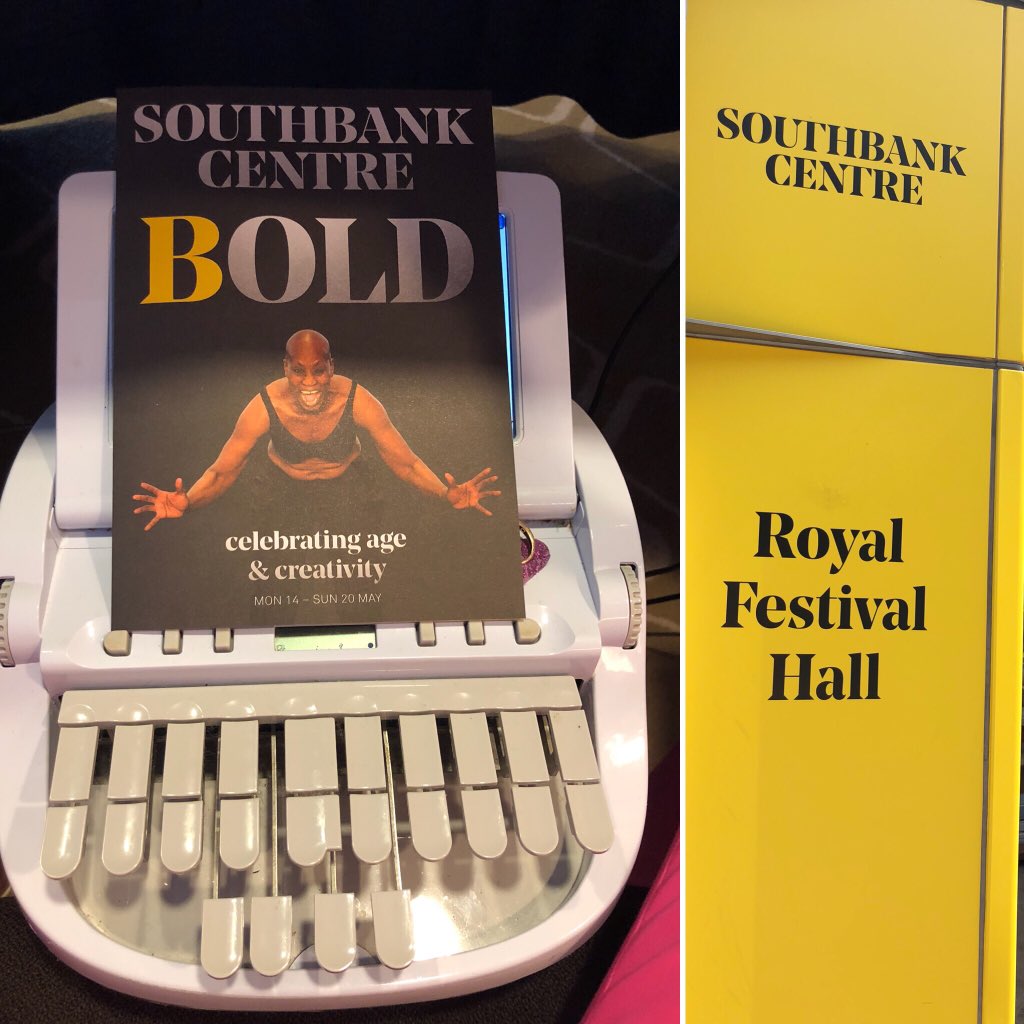 SOUTHBANK
CENTRE
BOLD
celebrating age
& creativity
MON 14 – SUN 20 MAY
SOUTHBANK
CENTRE
Royal
Festival
Hall